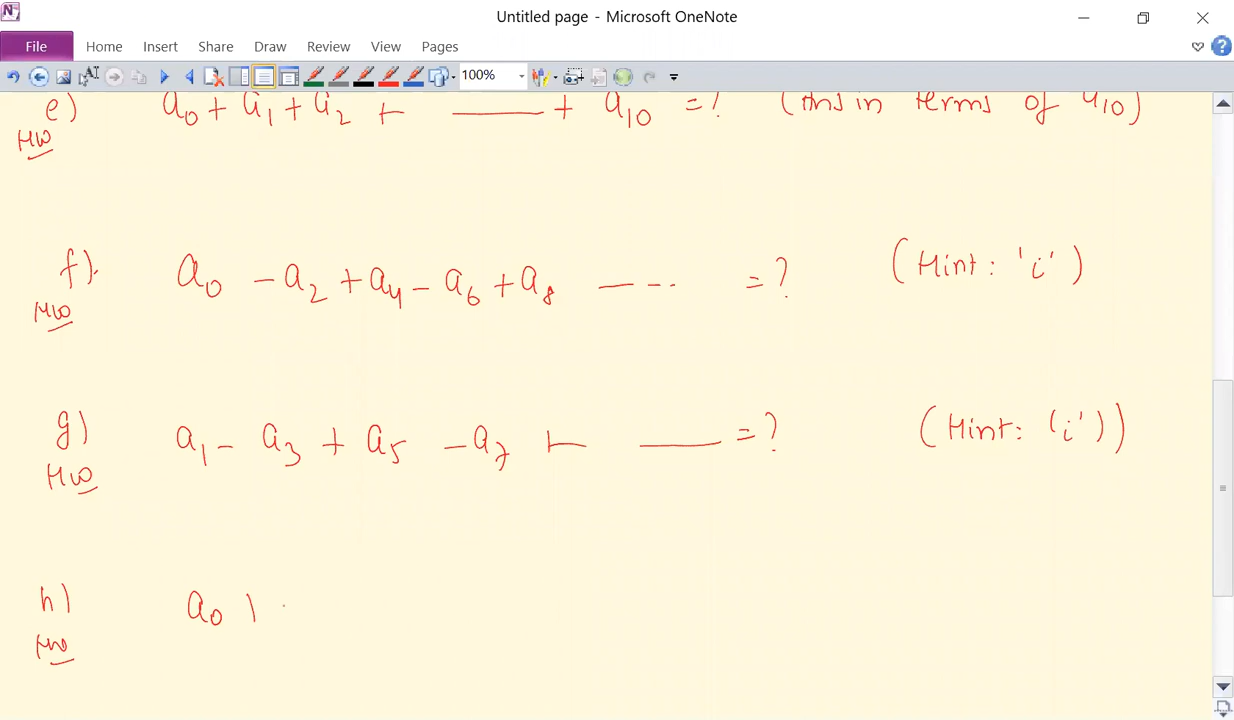 Untitled page - Microsoft OneNote
File Home Insert Share Draw Review View Pages
100%
e) a0 + a1 + a2 + ——— + a10 = ? (Ans in terms of a10)
HW
f). a0 - a2 + a4 - a6 + a8 — -.. = ? (Hint: 'i')
HW
g) a1 - a3 + a5 - a7 + ——— = ? (Hint: (i'))
HW
h) a0
HW